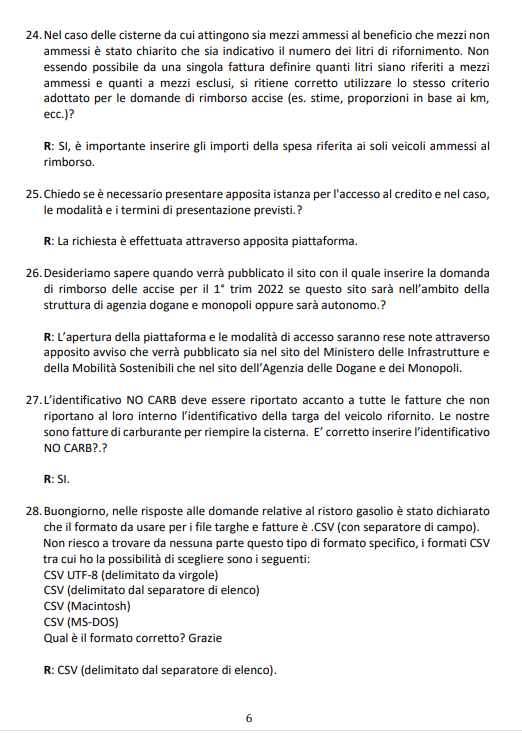 24. Nel caso delle cisterne da cui attingono sia mezzi ammessi al beneficio che mezzi non
ammessi è stato chiarito che sia indicativo il numero dei litri di rifornimento. Non
essendo possibile da una singola fattura definire quanti litri siano riferiti a mezzi
ammessi e quanti a mezzi esclusi, si ritiene corretto utilizzare lo stesso criterio
adottato per le domande di rimborso accise (es. stime, proporzioni in base ai km,
ecc.)?
R: SI, è importante inserire gli importi della spesa riferita ai soli veicoli ammessi al
rimborso.
25. Chiedo se è necessario presentare apposita istanza per l'accesso al credito e nel caso,
le modalità e i termini di presentazione previsti.?
R: La richiesta è effettuata attraverso apposita piattaforma.
26. Desideriamo sapere quando verrà pubblicato il sito con il quale inserire la domanda
di rimborso delle accise per il 1° trim 2022 se questo sito sarà nell'ambito della
struttura di agenzia dogane e monopoli oppure sarà autonomo.?
R: L'apertura della piattaforma e le modalità di accesso saranno rese note attraverso
apposito avviso che verrà pubblicato sia nel sito del Ministero delle Infrastrutture e
della Mobilità Sostenibili che nel sito dell'Agenzia delle Dogane e dei Monopoli.
27. L'identificativo NO CARB deve essere riportato accanto a tutte le fatture che non
riportano al loro interno l'identificativo della targa del veicolo rifornito. Le nostre
sono fatture di carburante per riempire la cisterna. E' corretto inserire l'identificativo
NO CARB?.?
R: SI.
28. Buongiorno, nelle risposte alle domande relative al ristoro gasolio è stato dichiarato
che il formato da usare per i file targhe e fatture è .CSV (con separatore di campo).
Non riesco a trovare da nessuna parte questo tipo di formato specifico, i formati CSV
tra cui ho la possibilità di scegliere sono i seguenti:
CSV UTF-8 (delimitato da virgole)
CSV (delimitato dal separatore di elenco)
CSV (Macintosh)
CSV (MS-DOS)
Qual è il formato corretto? Grazie
R: CSV (delimitato dal separatore di elenco).
6